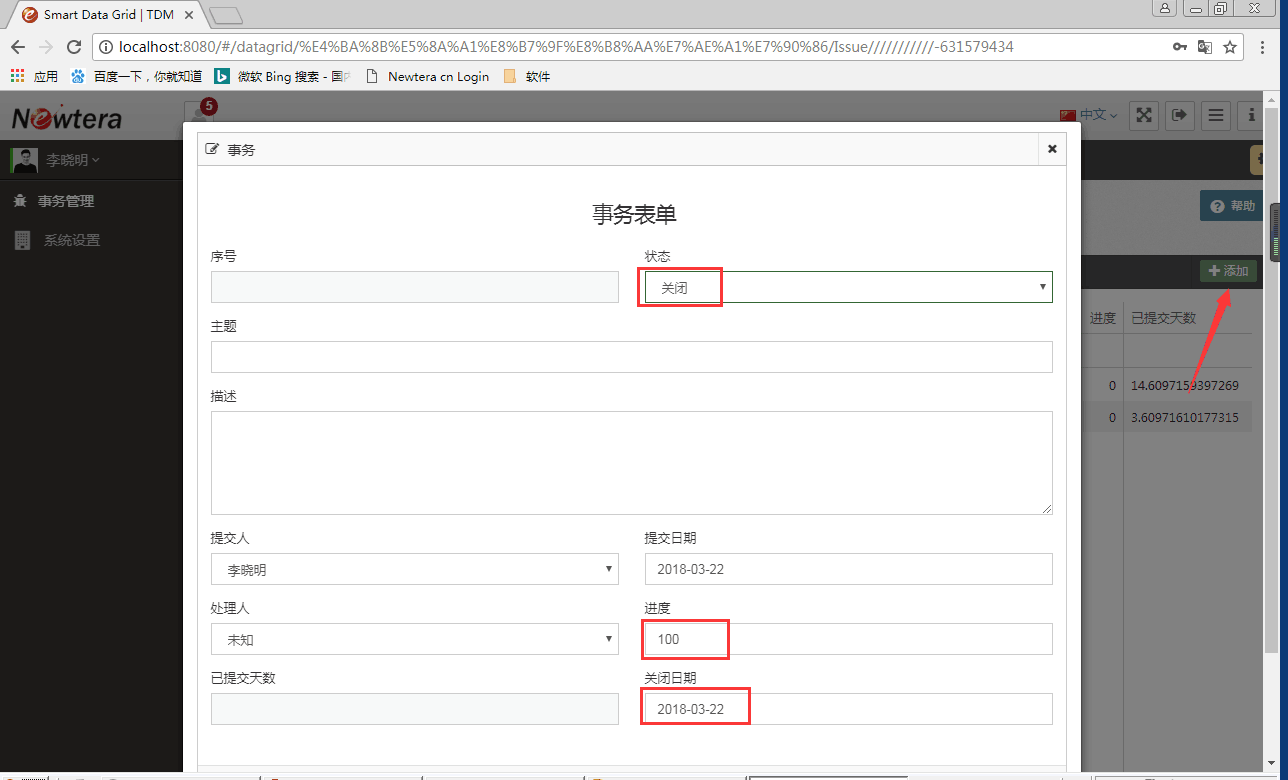 Smart Data Grid | TDM
localhost:8080/#/datagrid/%E4%BA%8B%E5%8A%A1%E8%B7%9F%E8%B8%AA%E7%AE%A1%E7%90%86/Issue///////////-631579434
应用 百度一下，你就知道 微软 Bing 搜索 - 国 Newtera cn Login 软件
Newtera 5 中文
李晓明
事务管理
系统设置
帮助
添加
进度 已提交天数
0 14.6097159397269
0 3.60971610177315
事务
事务表单
序号 状态
关闭
主题
描述
提交人 提交日期
李晓明 2018-03-22
处理人 进度
未知 100
已提交天数 关闭日期
2018-03-22